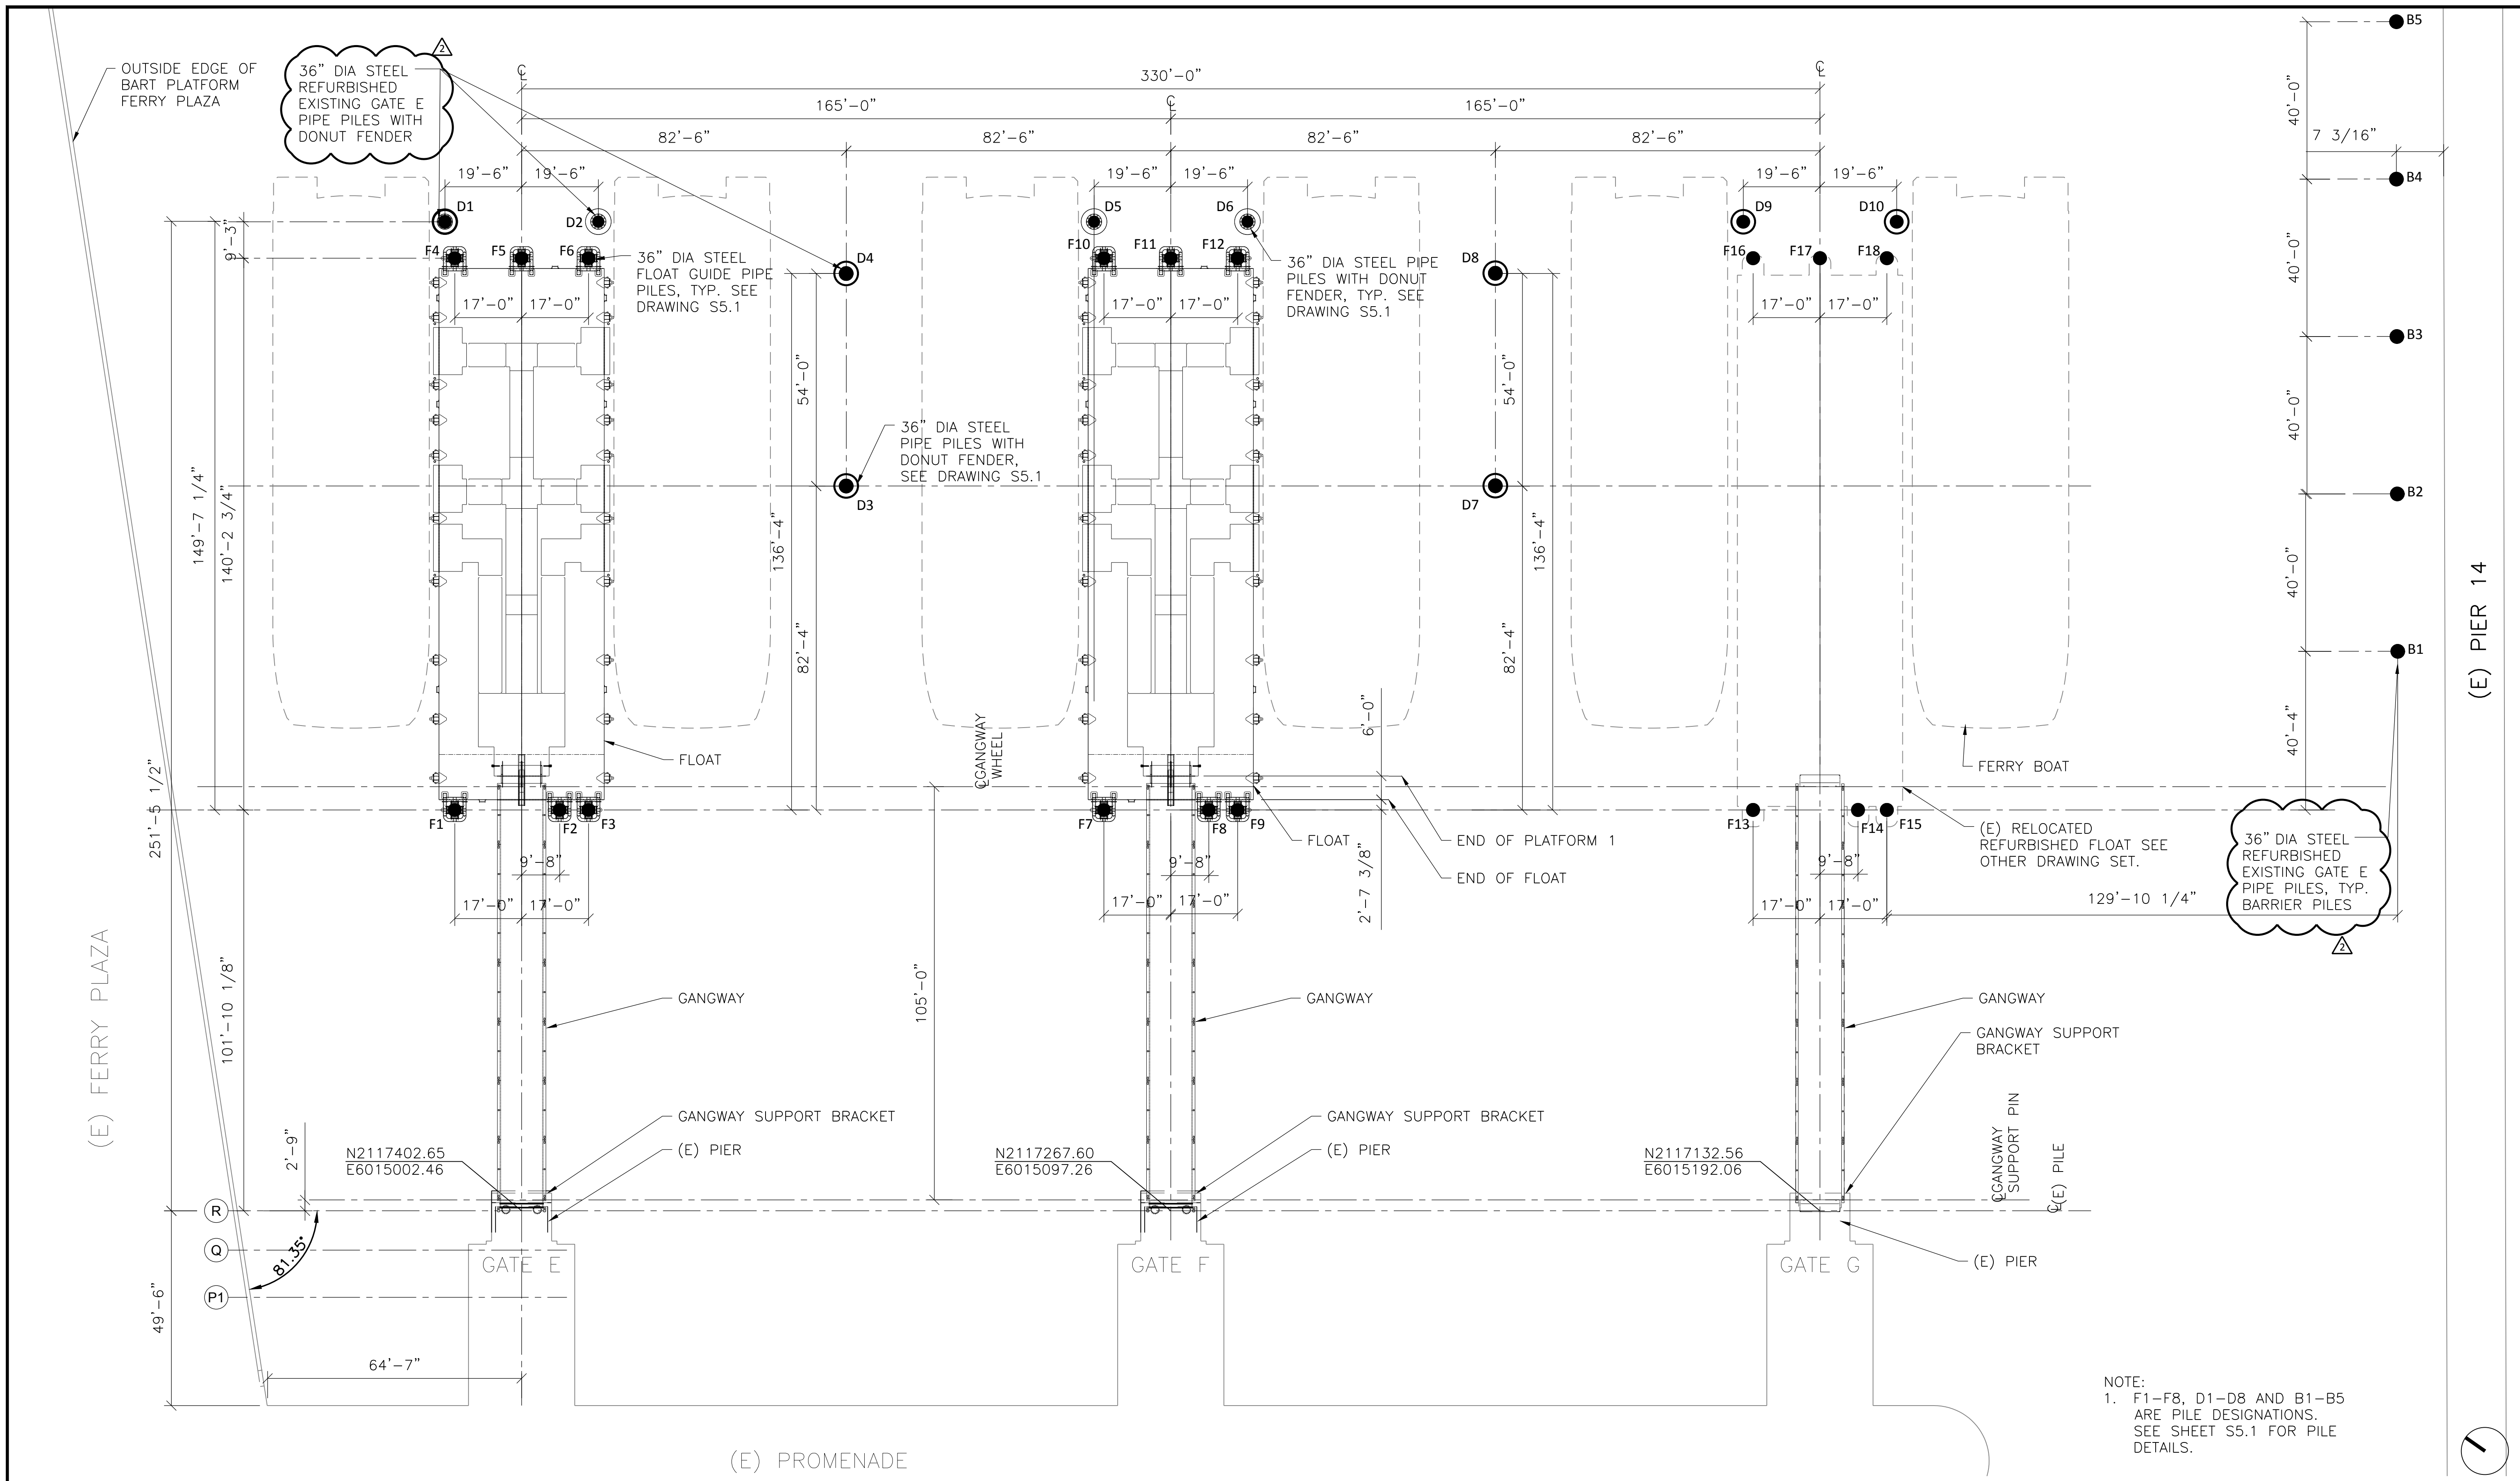 B5
OUTSIDE EDGE OF
BART PLATFORM
FERRY PLAZA
2
36" DIA STEEL
REFURBISHED
EXISTING GATE E
PIPE PILES WITH
DONUT FENDER
℄
330'-0"
℄
165'-0"
℄
165'-0"
82'-6"
82'-6"
82'-6"
82'-6"
40'-0"
7 3/16"
19'-6"
19'-6"
19'-6"
19'-6"
19'-6"
19'-6"
B4
D1
D2
D5
D6
D9
D10
9'-3"
F4
F5
F6
F10
F11
F12
F16
F17
F18
36" DIA STEEL
FLOAT GUIDE PIPE
PILES, TYP. SEE
DRAWING S5.1
D4
36" DIA STEEL PIPE
PILES WITH DONUT
FENDER, TYP. SEE
DRAWING S5.1
D8
40'-0"
17'-0"
17'-0"
17'-0"
17'-0"
17'-0"
17'-0"
B3
54'-0"
54'-0"
40'-0"
36" DIA STEEL
PIPE PILES WITH
DONUT FENDER,
SEE DRAWING S5.1
D3
D7
B2
149'-7 1/4"
140'-2 3/4"
136'-4"
136'-4"
40'-0"
82'-4"
82'-4"
B1
(E) PIER 14
6'-0"
40'-4"
℄GANGWAY
WHEEL
FLOAT
FERRY BOAT
251'-5 1/2"
F1
F2
F3
F7
F8
F9
F13
F14
F15
FLOAT
END OF PLATFORM 1
END OF FLOAT
2'-7 3/8"
(E) RELOCATED
REFURBISHED FLOAT SEE
OTHER DRAWING SET.
36" DIA STEEL
REFURBISHED
EXISTING GATE E
PIPE PILES, TYP.
BARRIER PILES
2
9'-8"
9'-8"
9'-8"
17'-0"
17'-0"
17'-0"
17'-0"
17'-0"
17'-0"
129'-10 1/4"
(E) FERRY PLAZA
101'-10 1/8"
105'-0"
GANGWAY
GANGWAY
GANGWAY
GANGWAY SUPPORT
BRACKET
GANGWAY SUPPORT BRACKET
(E) PIER
GANGWAY SUPPORT BRACKET
(E) PIER
℄GANGWAY
SUPPORT PIN
℄(E) PILE
2'-9"
N2117402.65
E6015002.46
N2117267.60
E6015097.26
N2117132.56
E6015192.06
R
Q
P1
81.35°
GATE E
GATE F
GATE G
(E) PIER
49'-6"
64'-7"
NOTE:
1. F1-F8, D1-D8 AND B1-B5
ARE PILE DESIGNATIONS.
SEE SHEET S5.1 FOR PILE
DETAILS.
(E) PROMENADE